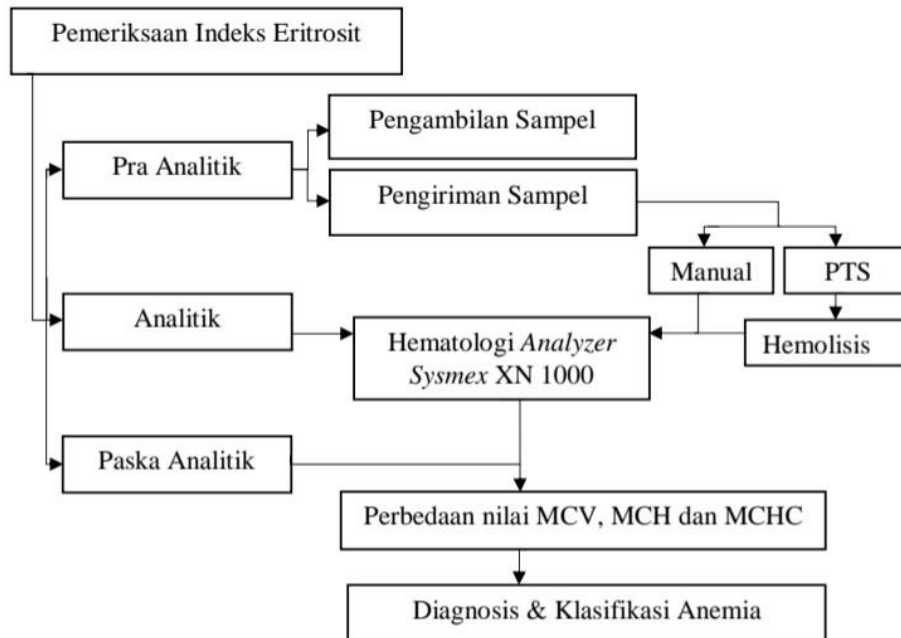 Pemeriksaan Indeks Eritrosit
Pengambilan Sampel
Pra Analitik
Pengiriman Sampel
Manual
PTS
Analitik
Hematologi Analyzer
Sysmex XN 1000
Hemolisis
Paska Analitik
Perbedaan nilai MCV, MCH dan MCHC
Diagnosis & Klasifikasi Anemia